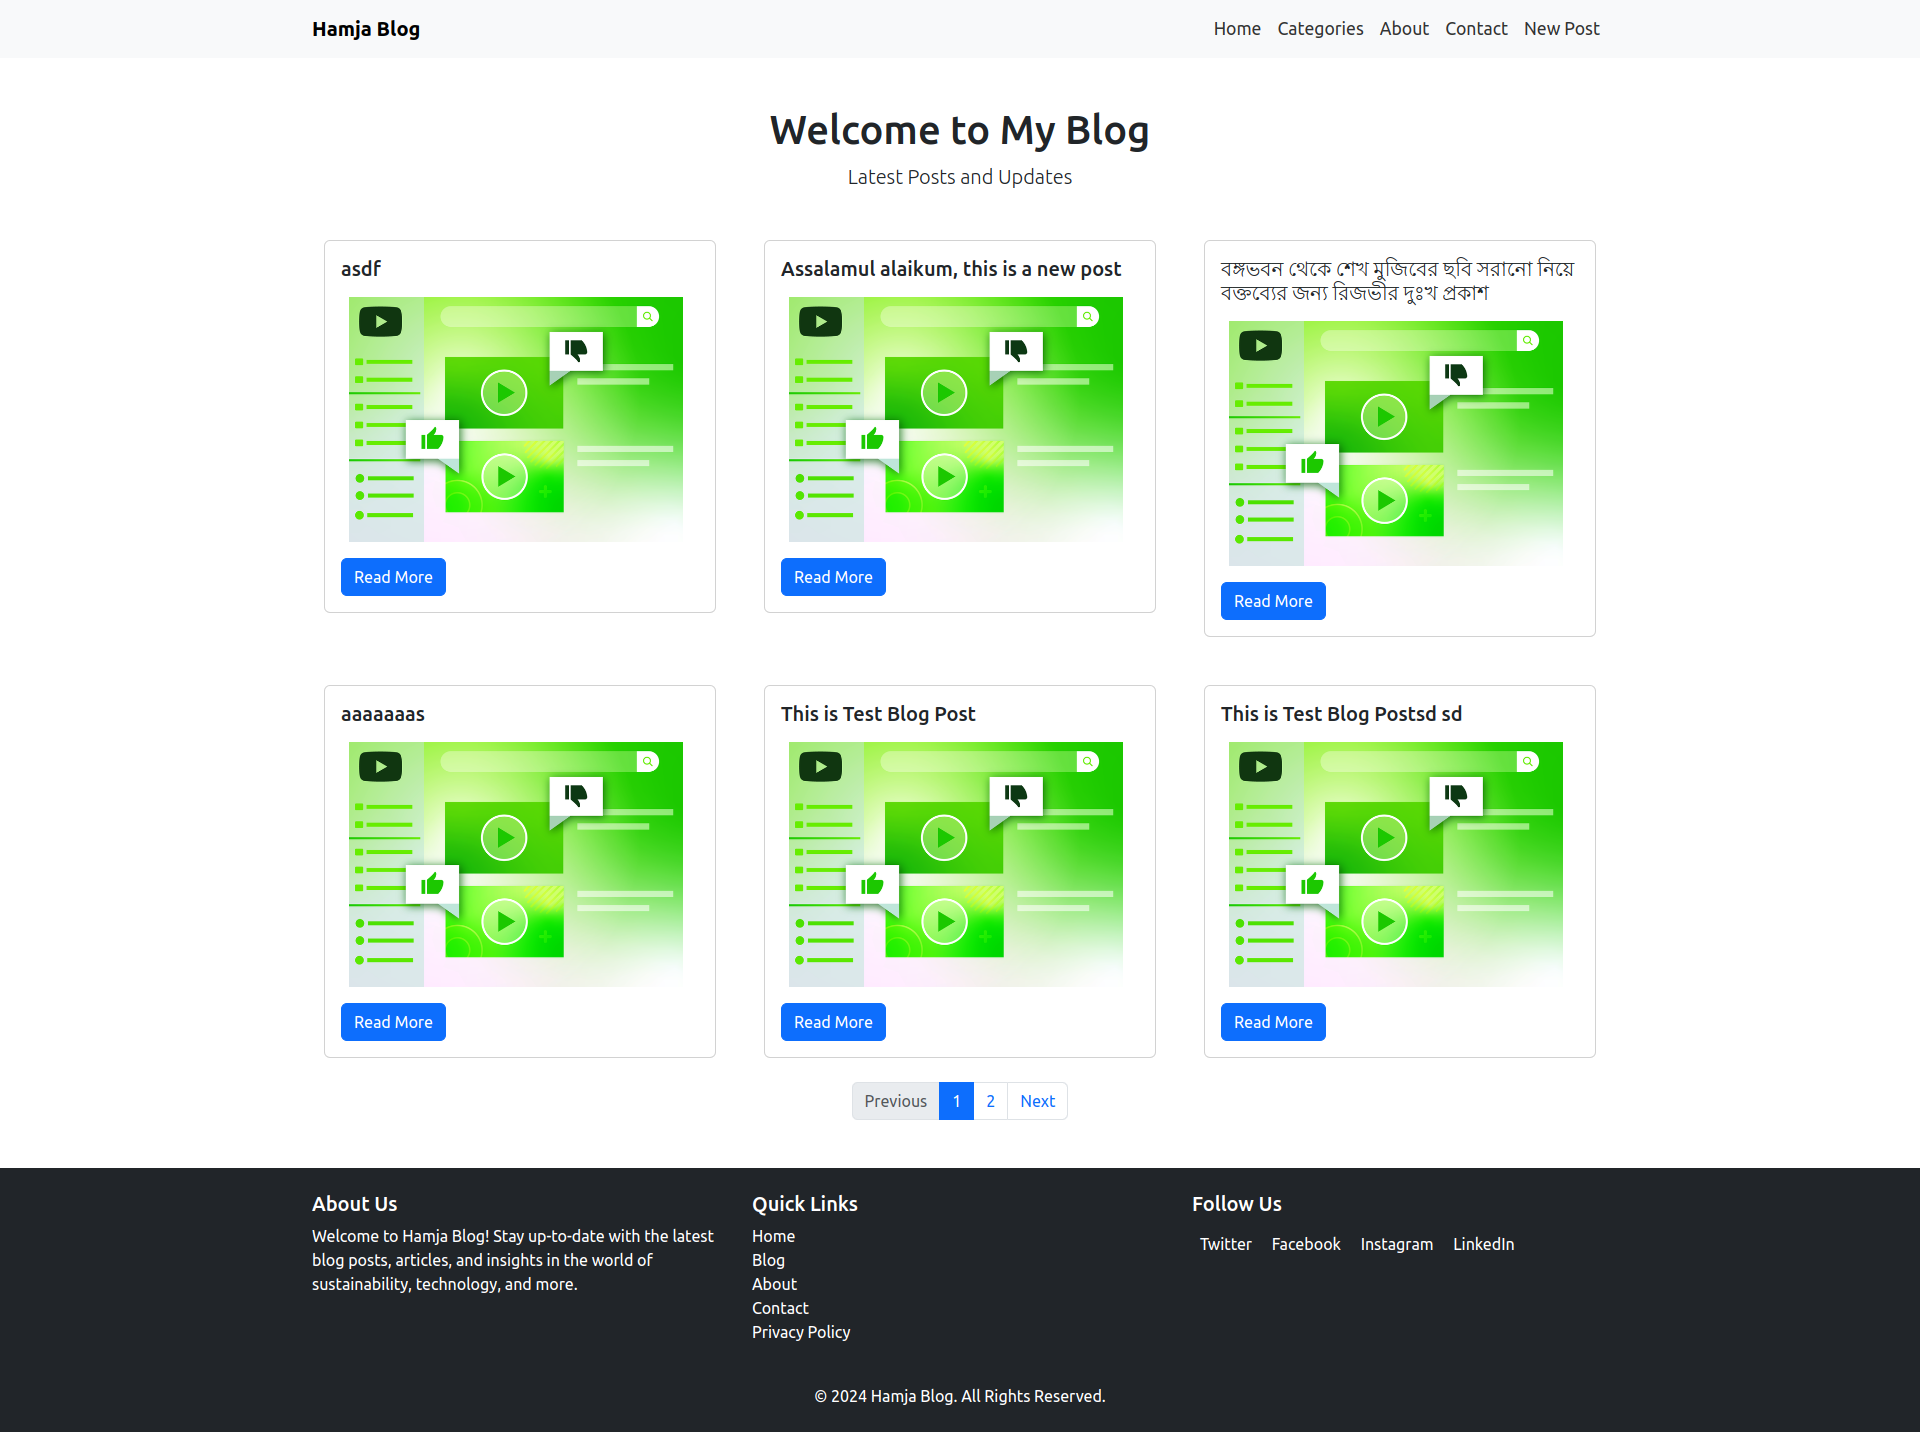 Hamja Blog
Home Categories About Contact New Post
Welcome to My Blog
Latest Posts and Updates
asdf
Read More
Assalamul alaikum, this is a new post
Read More
বঙ্গভবন থেকে শেখ মুজিবের ছবি সরানো নিয়ে
বক্তব্যের জন্য রিজভীর দুঃখ প্রকাশ
Read More
aaaaaaas
Read More
This is Test Blog Post
Read More
This is Test Blog Postsd sd
Read More
Previous 1 2 Next
About Us
Welcome to Hamja Blog! Stay up-to-date with the latest
blog posts, articles, and insights in the world of
sustainability, technology, and more.
Quick Links
Home
Blog
About
Contact
Privacy Policy
Follow Us
Twitter Facebook Instagram LinkedIn
© 2024 Hamja Blog. All Rights Reserved.